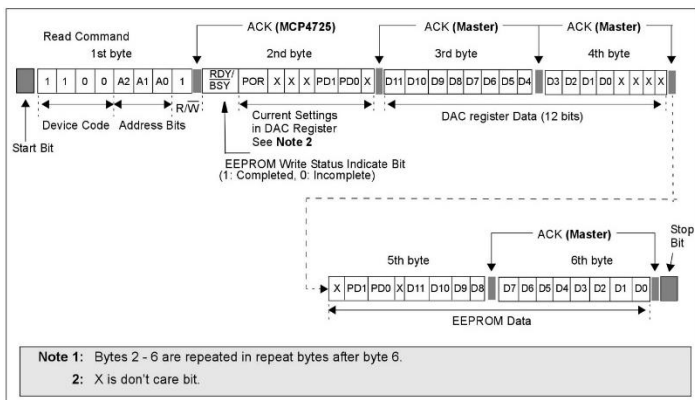 Read Command
ACK (MCP4725)
ACK (Master)
ACK (Master)
1st byte
2nd byte
3rd byte
4th byte
1 1 0 0 A2 A1 A0 1
RDY/BSY POR X X X PD1 PD0 X
D11 D10 D9 D8 D7 D6 D5 D4
D3 D2 D1 D0 X X X X
R/W
Device Code
Address Bits
Start Bit
Current Settings
in DAC Register
See Note 2
DAC register Data (12 bits)
EEPROM Write Status Indicate Bit
(1: Completed, 0: Incomplete)
ACK (Master)
Stop
Bit
5th byte
6th byte
X PD1 PD0 X D11 D10 D9 D8
D7 D6 D5 D4 D3 D2 D1 D0
EEPROM Data
Note 1: Bytes 2 - 6 are repeated in repeat bytes after byte 6.
2: X is don't care bit.